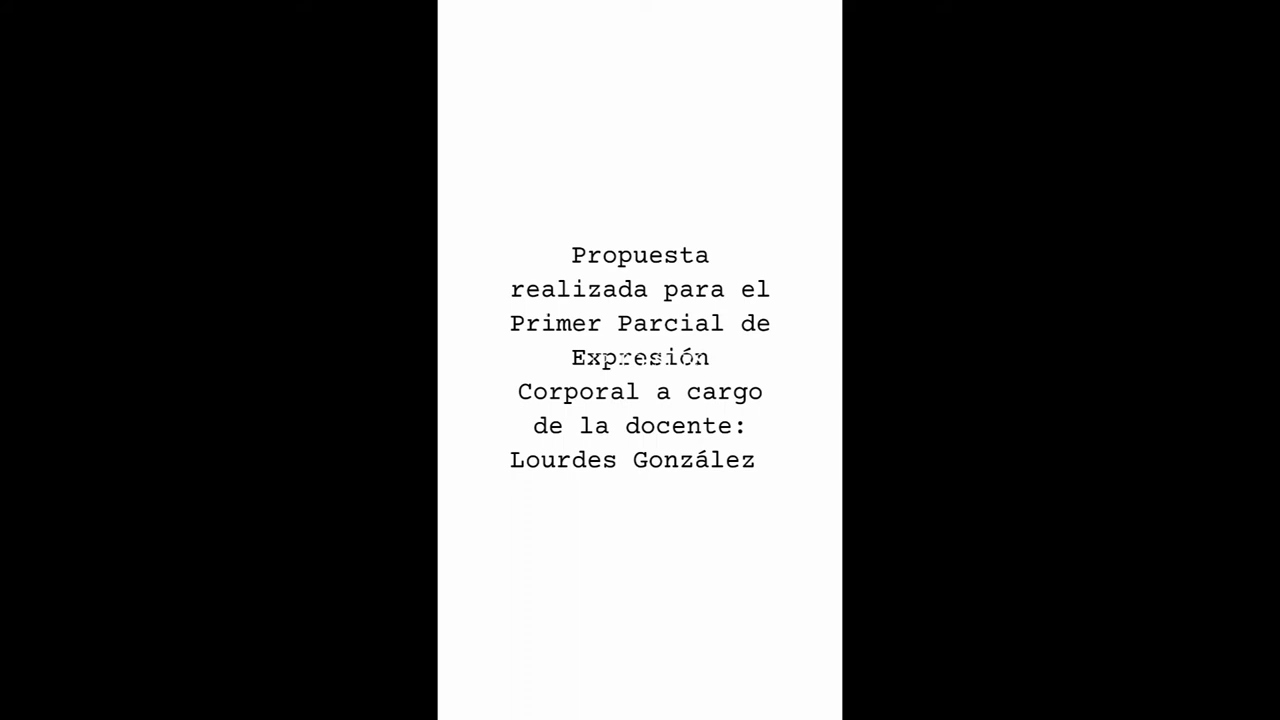 Propuesta
realizada para el
Primer Parcial de
Expresión
Corporal a cargo
de la docente:
Lourdes González